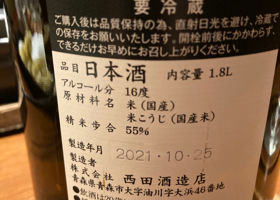 要冷蔵
ご購入後は品質保持の為、直射日光を避け、冷蔵で
の保存をお願いいたします。開栓前後にかかわらず、
できるだけお早めにお召し上がりください。
品目 日本酒 内容量 1.8L
アルコール分 16度
原材料名 米(国産)
米こうじ(国産米)
精米歩合 55%
製造年月 2021.10.25
製造者
株式会社 西田酒造店
青森県青森市大字油川字大浜46番地